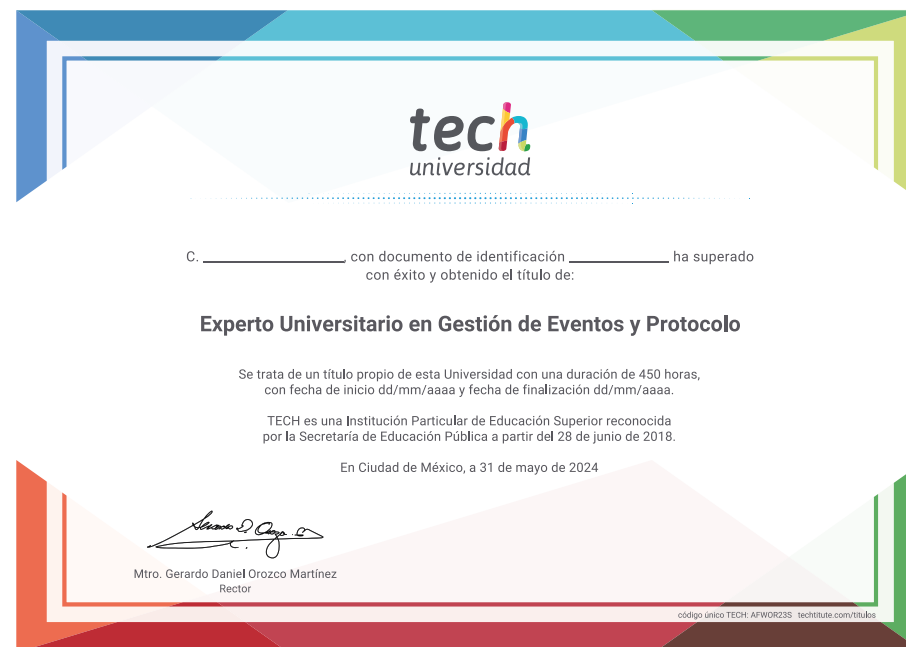 tech
universidad
C. ____________, con documento de identificación ____________ ha superado
con éxito y obtenido el título de:
Experto Universitario en Gestión de Eventos y Protocolo
Se trata de un título propio de esta Universidad con una duración de 450 horas,
con fecha de inicio dd/mm/aaaa y fecha de finalización dd/mm/aaaa.
TECH es una Institución Particular de Educación Superior reconocida
por la Secretaría de Educación Pública a partir del 28 de junio de 2018.
En Ciudad de México, a 31 de mayo de 2024
Mtro. Gerardo Daniel Orozco Martínez
Rector
código único TECH: AFWOR23S techtitute.com/titulos